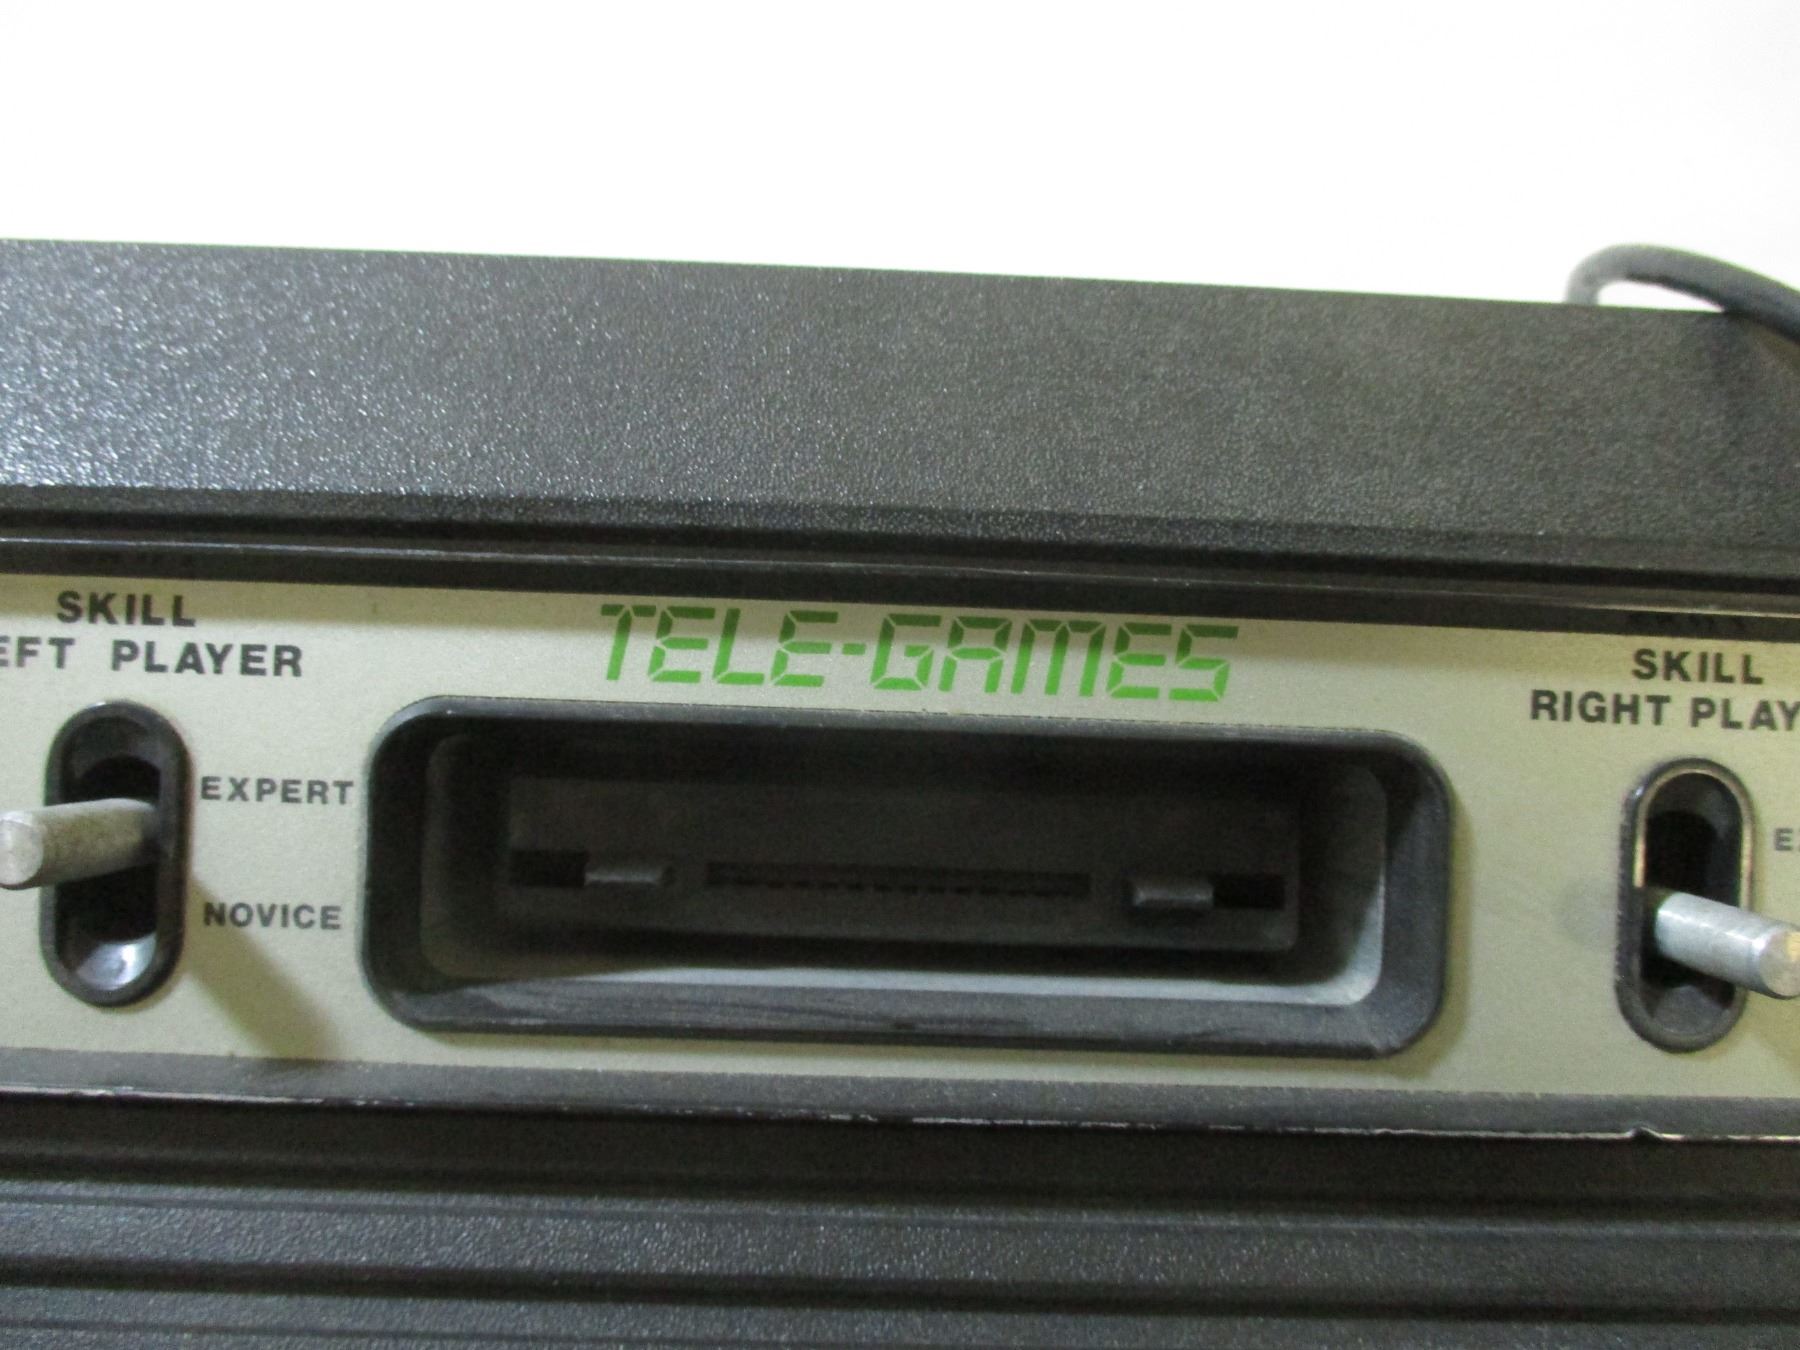 SKILL
EFT PLAYER
TELE-GAMES
SKILL
RIGHT PLAY
EXPERT
NOVICE